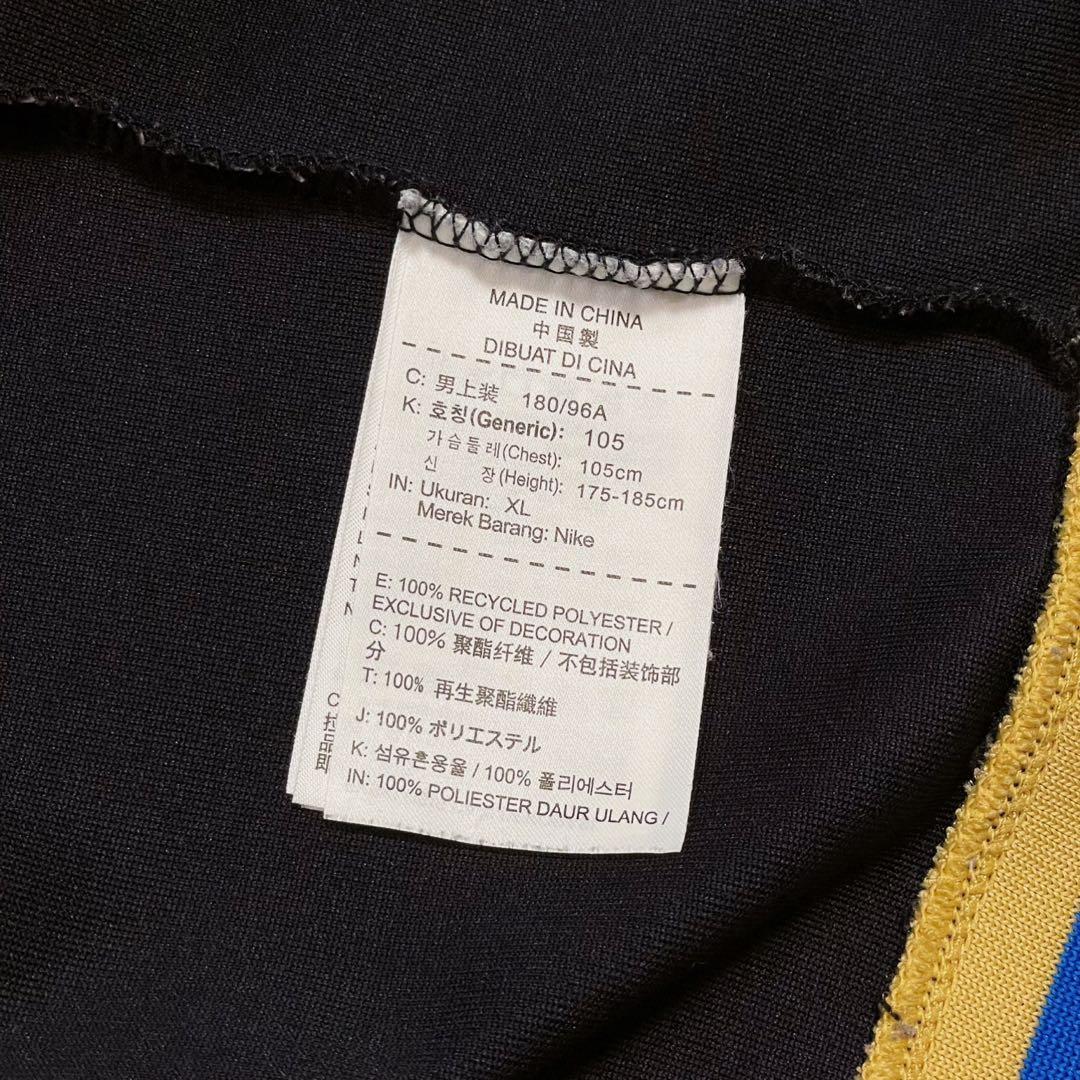 MADE IN CHINA
中国製
DIBUAT DI CINA
C: 男上装 180/96A
K: 호칭(Generic): 105
가슴둘레(Chest): 105cm
신 장(Height): 175-185cm
IN: Ukuran: XL
Merek Barang: Nike
E: 100% RECYCLED POLYESTER /
EXCLUSIVE OF DECORATION
C: 100% 聚酯纤维 / 不包括装饰部
分
T: 100% 再生聚酯纖維
J: 100% ポリエステル
K: 섬유혼용율 / 100% 폴리에스터
IN: 100% POLIESTER DAUR ULANG /